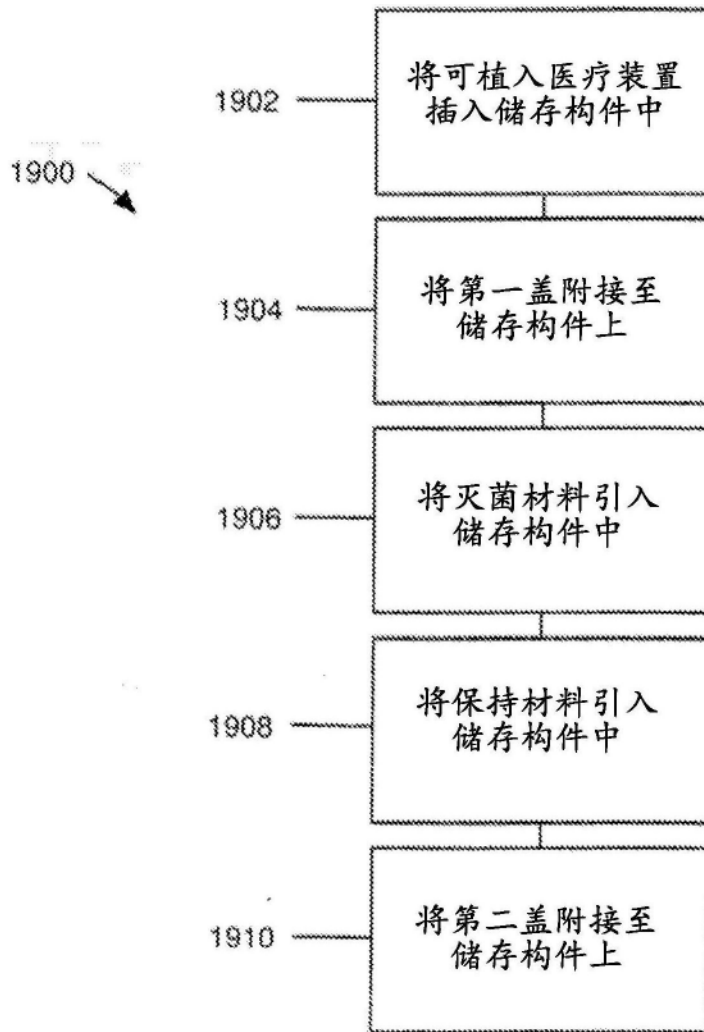 1900
1902
将可植入医疗装置
插入储存构件中
1904
将第一盖附接至
储存构件上
1906
将灭菌材料引入
储存构件中
1908
将保持材料引入
储存构件中
1910
将第二盖附接至
储存构件上